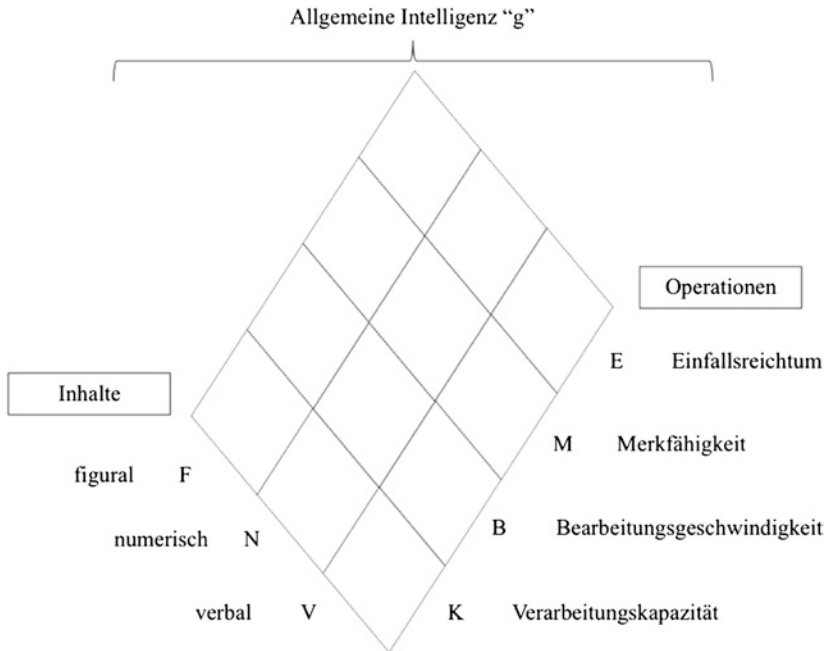 Allgemeine Intelligenz “g”
Operationen
E Einfallsreichtum
Inhalte
M Merkfähigkeit
figural F
B Bearbeitungsgeschwindigkeit
numerisch N
verbal V
K Verarbeitungskapazität